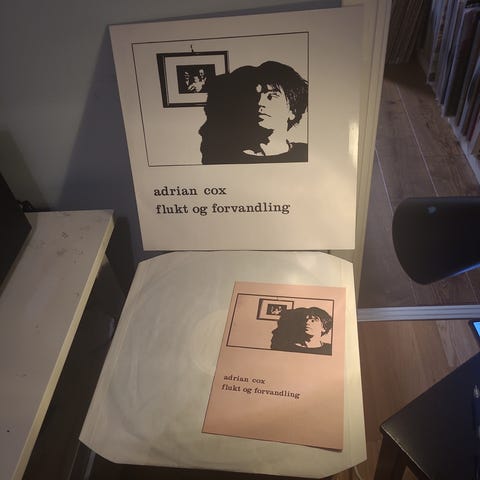 adrian cox
flukt og forvandling
adrian cox
flukt og forvandling